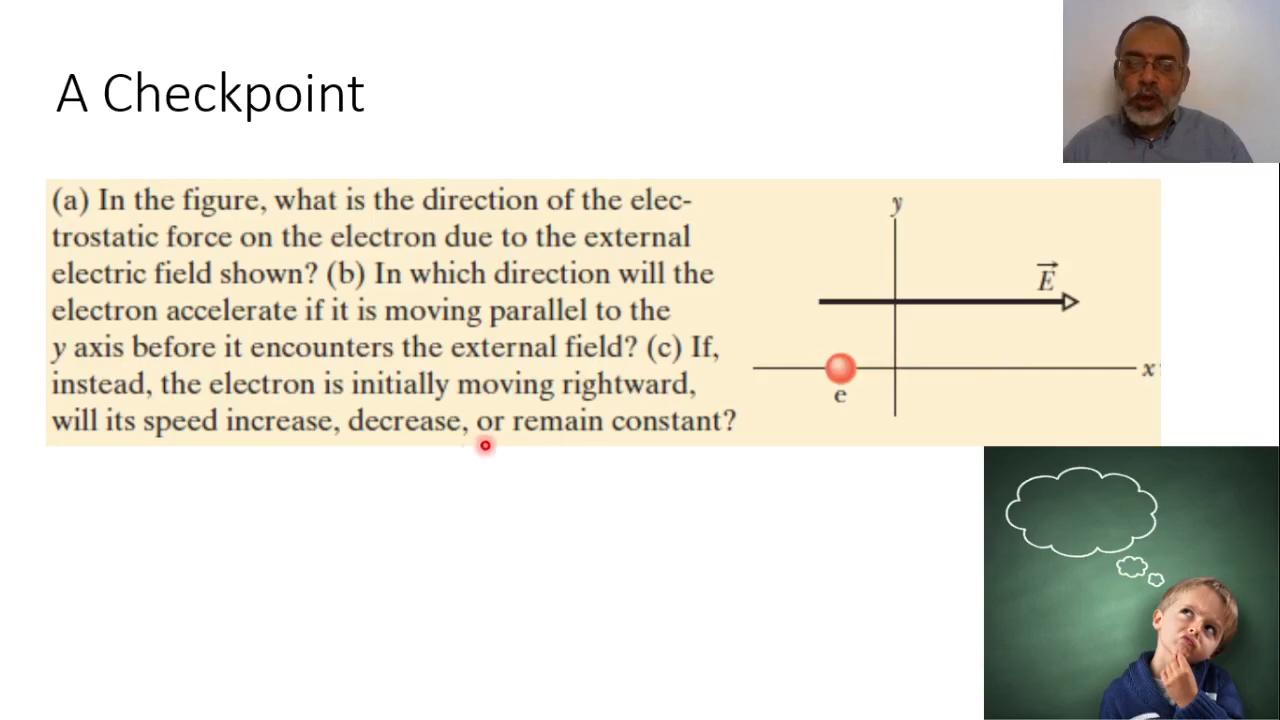 A Checkpoint
(a) In the figure, what is the direction of the elec-
trostatic force on the electron due to the external
electric field shown? (b) In which direction will the
electron accelerate if it is moving parallel to the
y axis before it encounters the external field? (c) If,
instead, the electron is initially moving rightward,
will its speed increase, decrease, or remain constant?
y
E
x
e